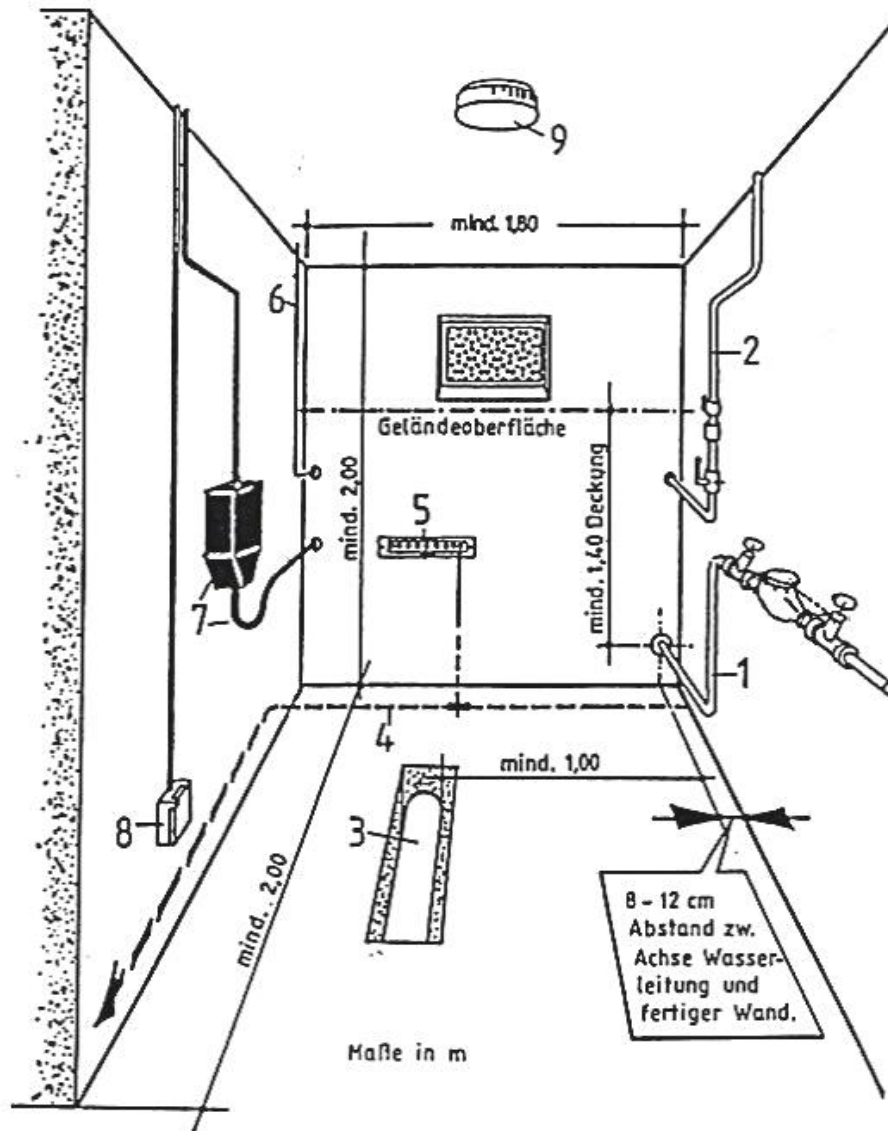 9
mind. 1,80
6
2
Geländeoberfläche
mind. 2,00
5
mind. 1,40 Deckung
7
1
4
mind. 1,00
8
3
mind. 2,00
8 - 12 cm
Abstand zw.
Achse Wasser-
leitung und
fertiger Wand.
Maße in m